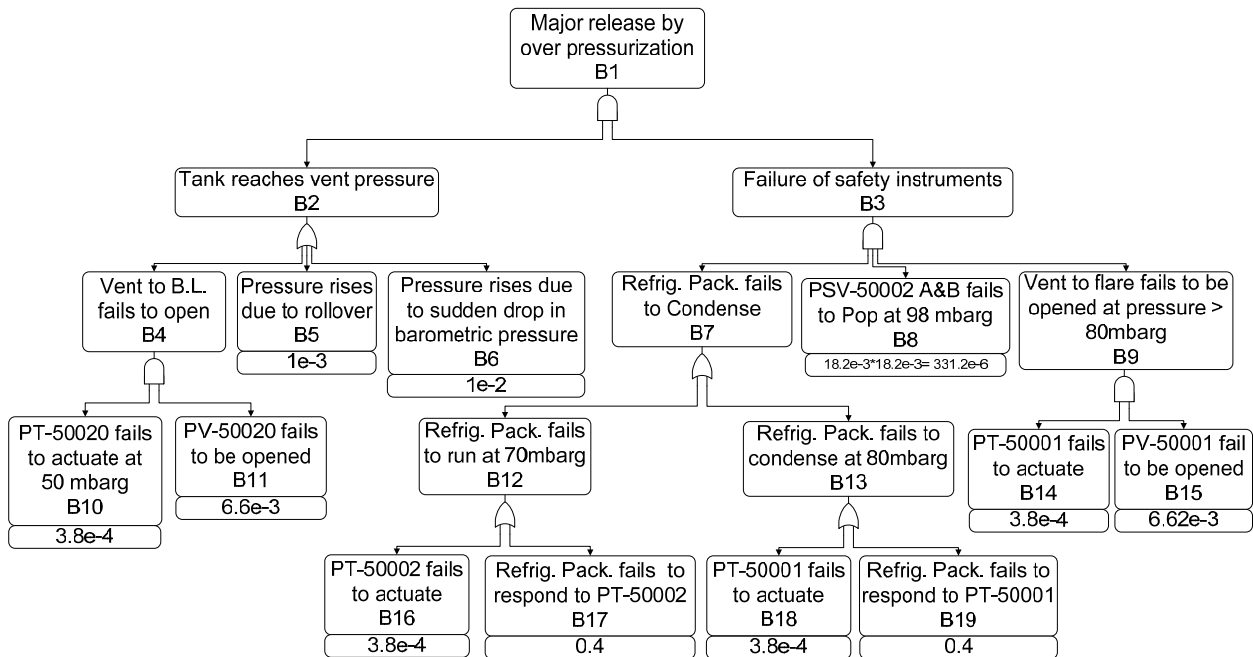 Major release by
over pressurization
B1
Tank reaches vent pressure
B2
Failure of safety instruments
B3
Vent to B.L.
fails to open
B4
Pressure rises
due to rollover
B5
1e-3
Pressure rises due
to sudden drop in
barometric pressure
B6
1e-2
Refrig. Pack. fails
to Condense
B7
PSV-50002 A&B fails
to Pop at 98 mbarg
B8
18.2e-3*18.2e-3= 331.2e-6
Vent to flare fails to be
opened at pressure >
80mbarg
B9
PT-50020 fails
to actuate at
50 mbarg
B10
3.8e-4
PV-50020 fails
to be opened
B11
6.6e-3
Refrig. Pack. fails
to run at 70mbarg
B12
Refrig. Pack. fails to
condense at 80mbarg
B13
PT-50001 fails
to actuate
B14
3.8e-4
PV-50001 fail
to be opened
B15
6.62e-3
PT-50002 fails
to actuate
B16
3.8e-4
Refrig. Pack. fails to
respond to PT-50002
B17
0.4
PT-50001 fails
to actuate
B18
3.8e-4
Refrig. Pack. fails to
respond to PT-50001
B19
0.4